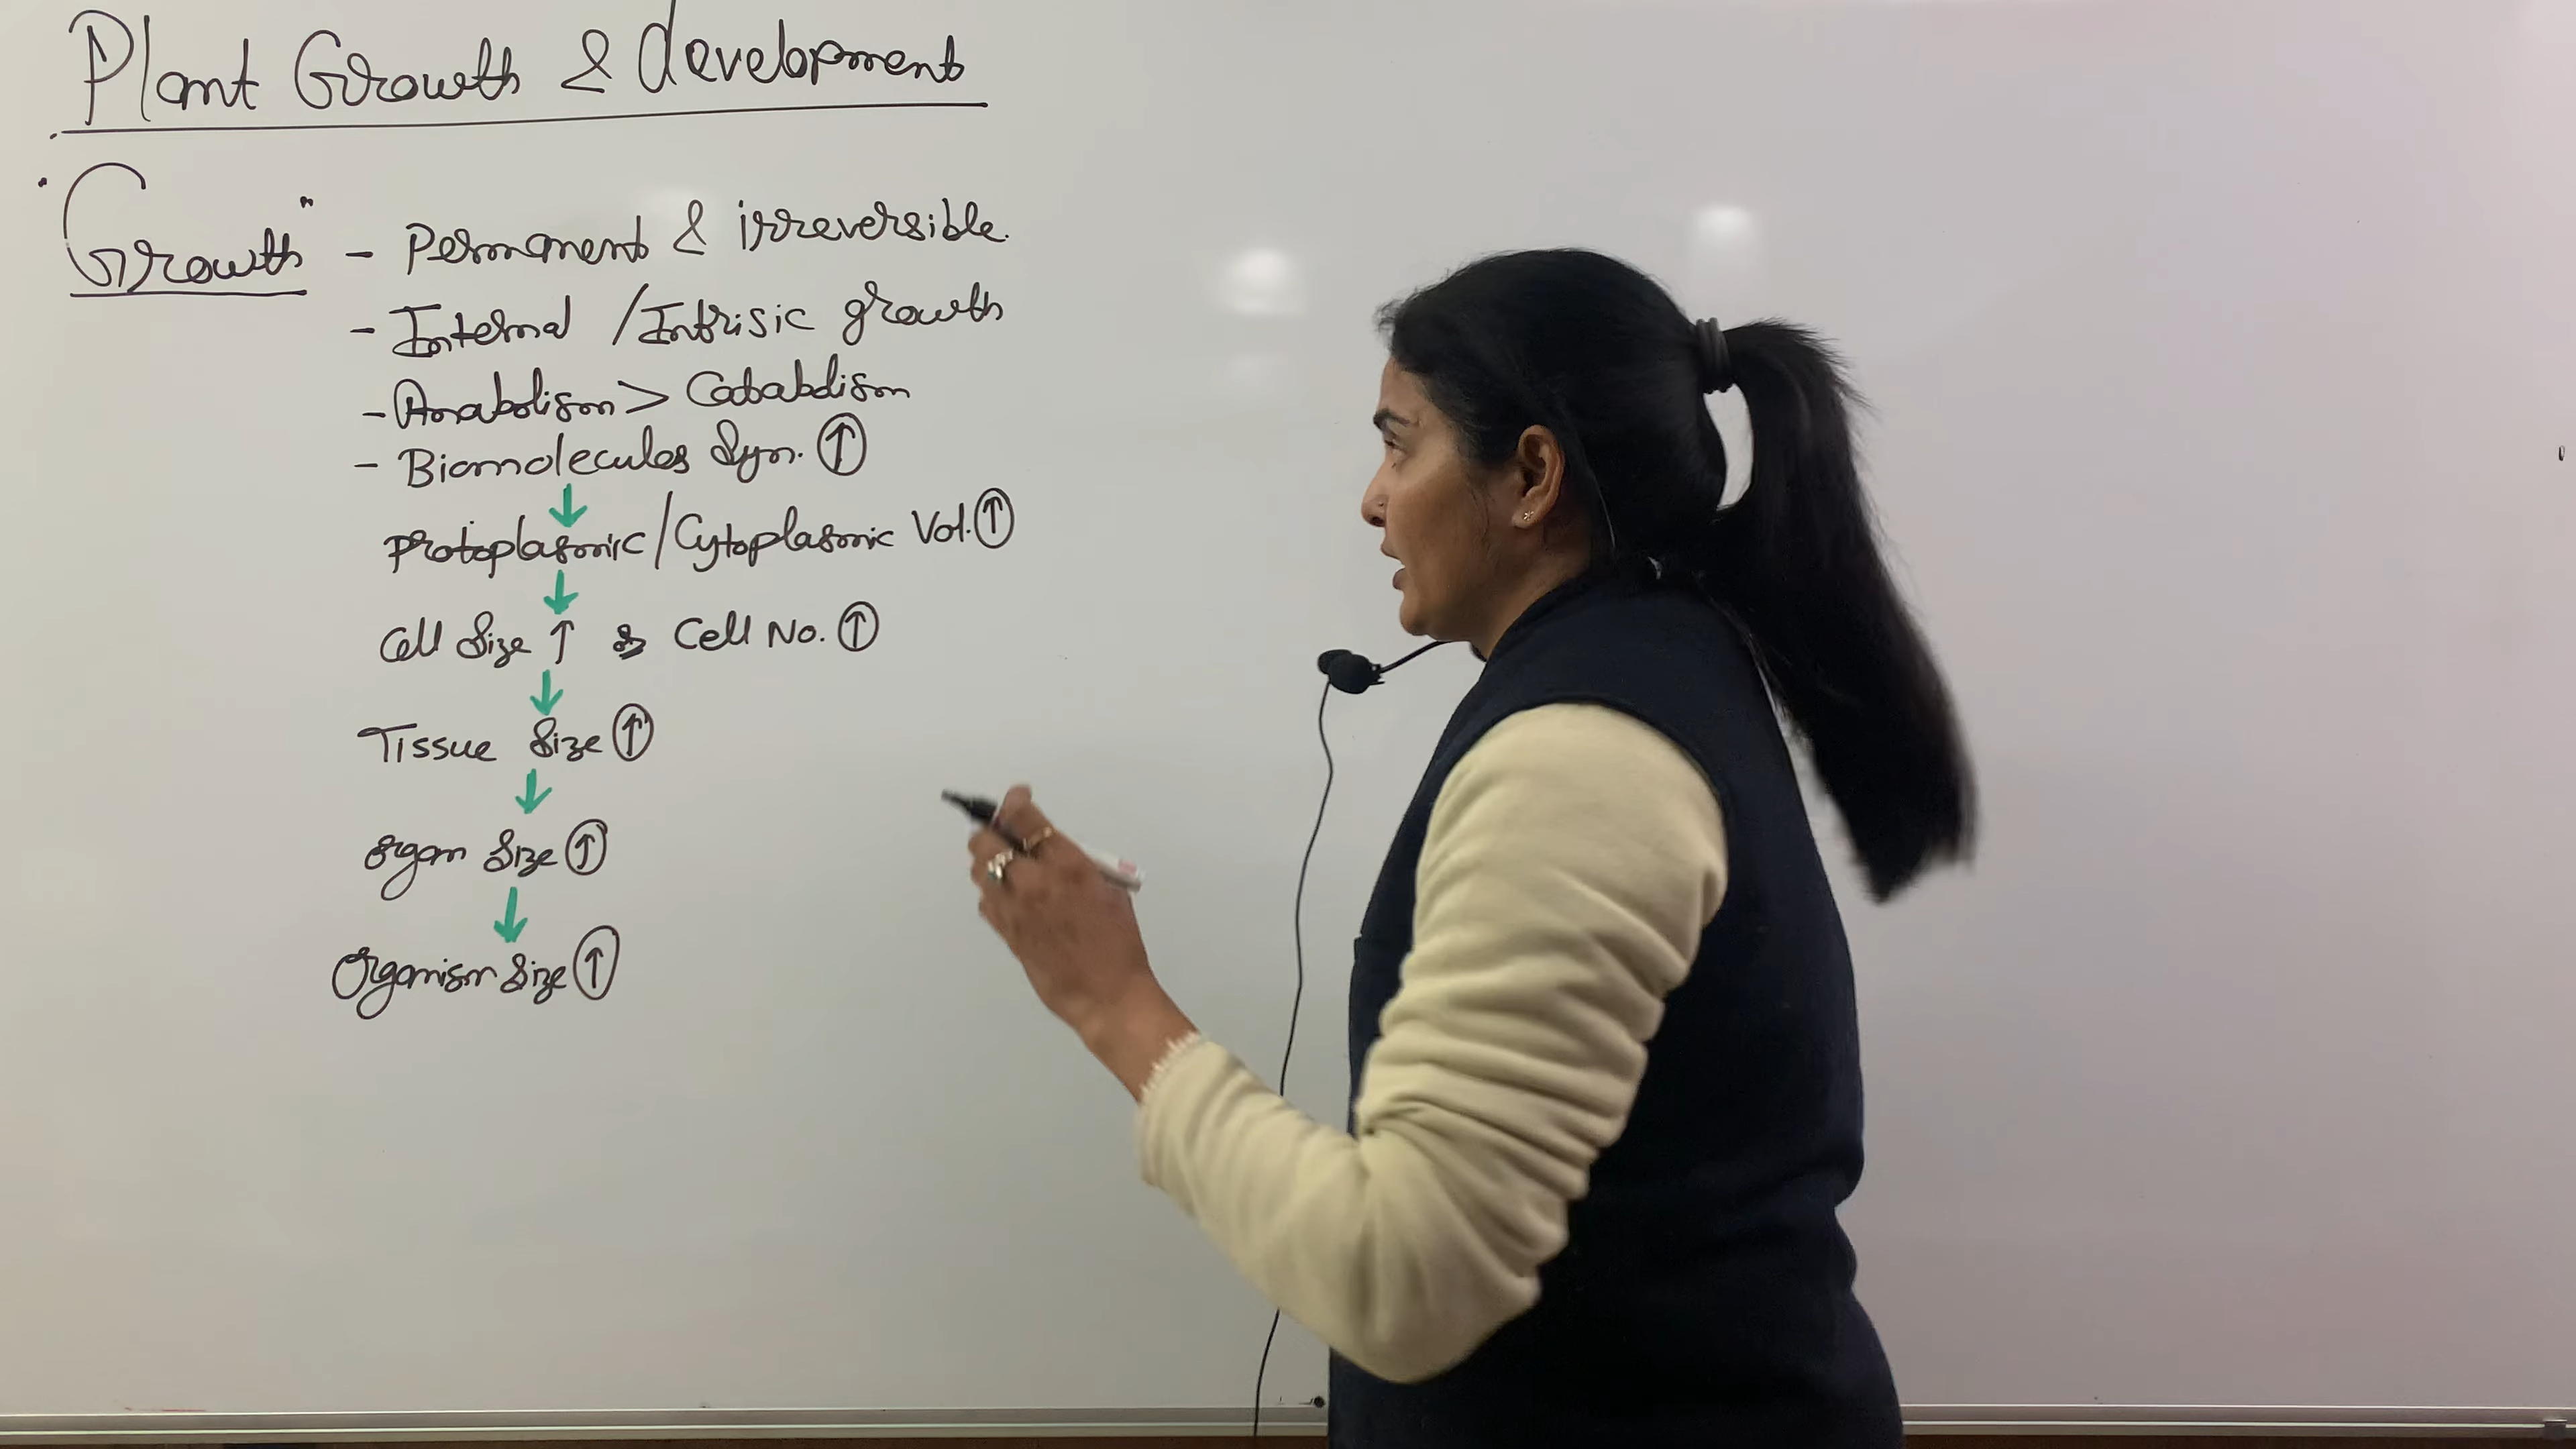 Plant Growth & development
"Growth" - Permanent & irreversible.
- Internal / Intrisic growth
- Anabolism > Catabolism
- Biomolecules Syn. ↑
↓
Protoplasmic/Cytoplasmic Vol. ↑
↓
Cell Size ↑ & Cell No. ↑
↓
Tissue Size ↑
↓
Organ Size ↑
↓
Organism Size ↑